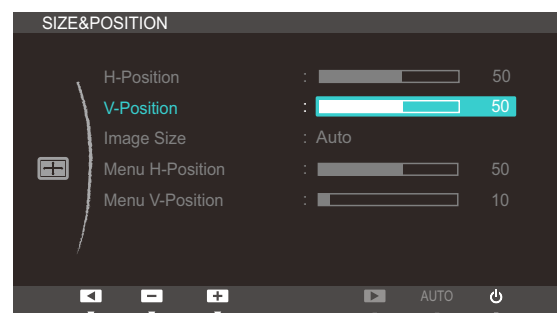 SIZE&POSITION
H-Position : 50
V-Position : 50
Image Size : Auto
Menu H-Position : 50
Menu V-Position : 10
AUTO